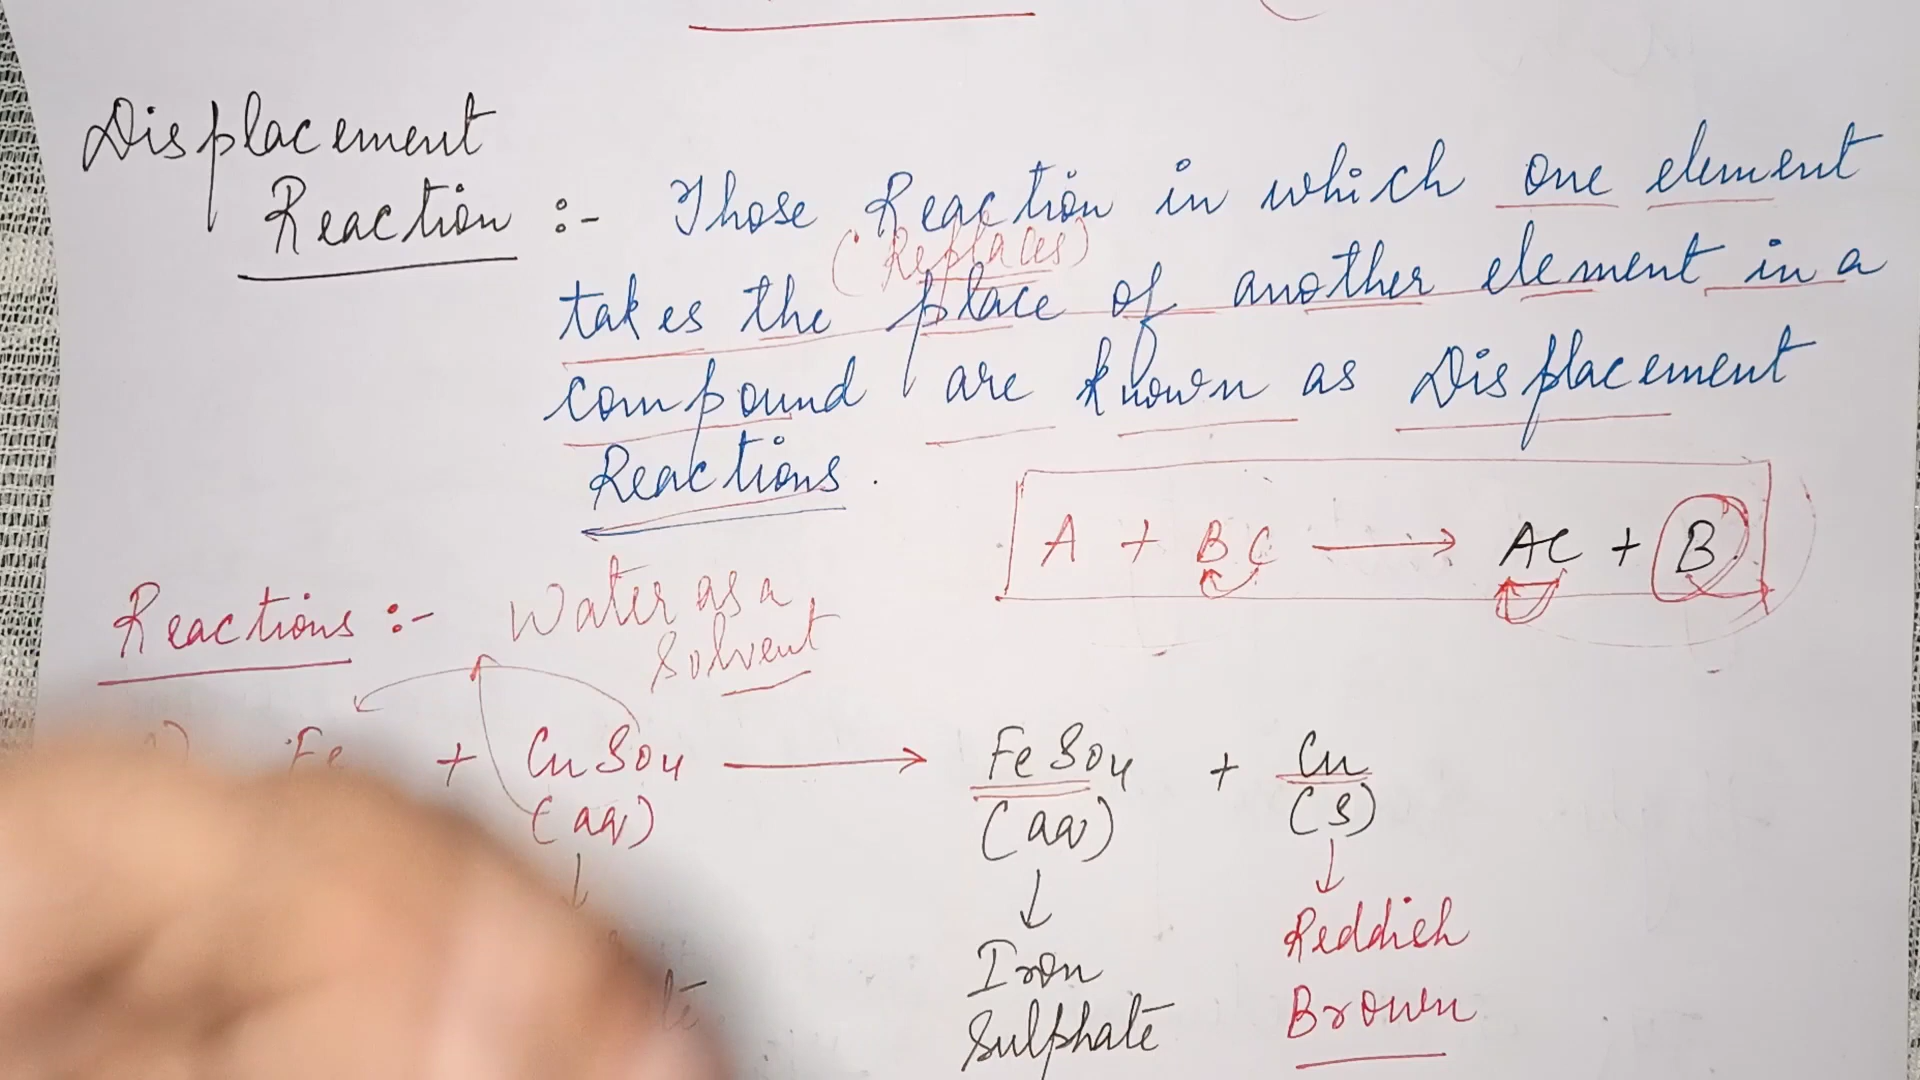 Displacement
Reaction :- Those Reaction in which one element
(Replaces)
takes the place of another element in a
compound are known as Displacement
Reactions.
A + BC → AC + B
Reactions :- Water as a
Solvent
Fe + CuSO4 → FeSO4 + Cu
(aq) (aq) (s)
↓ ↓ ↓
Iron Reddish
Sulphate Brown